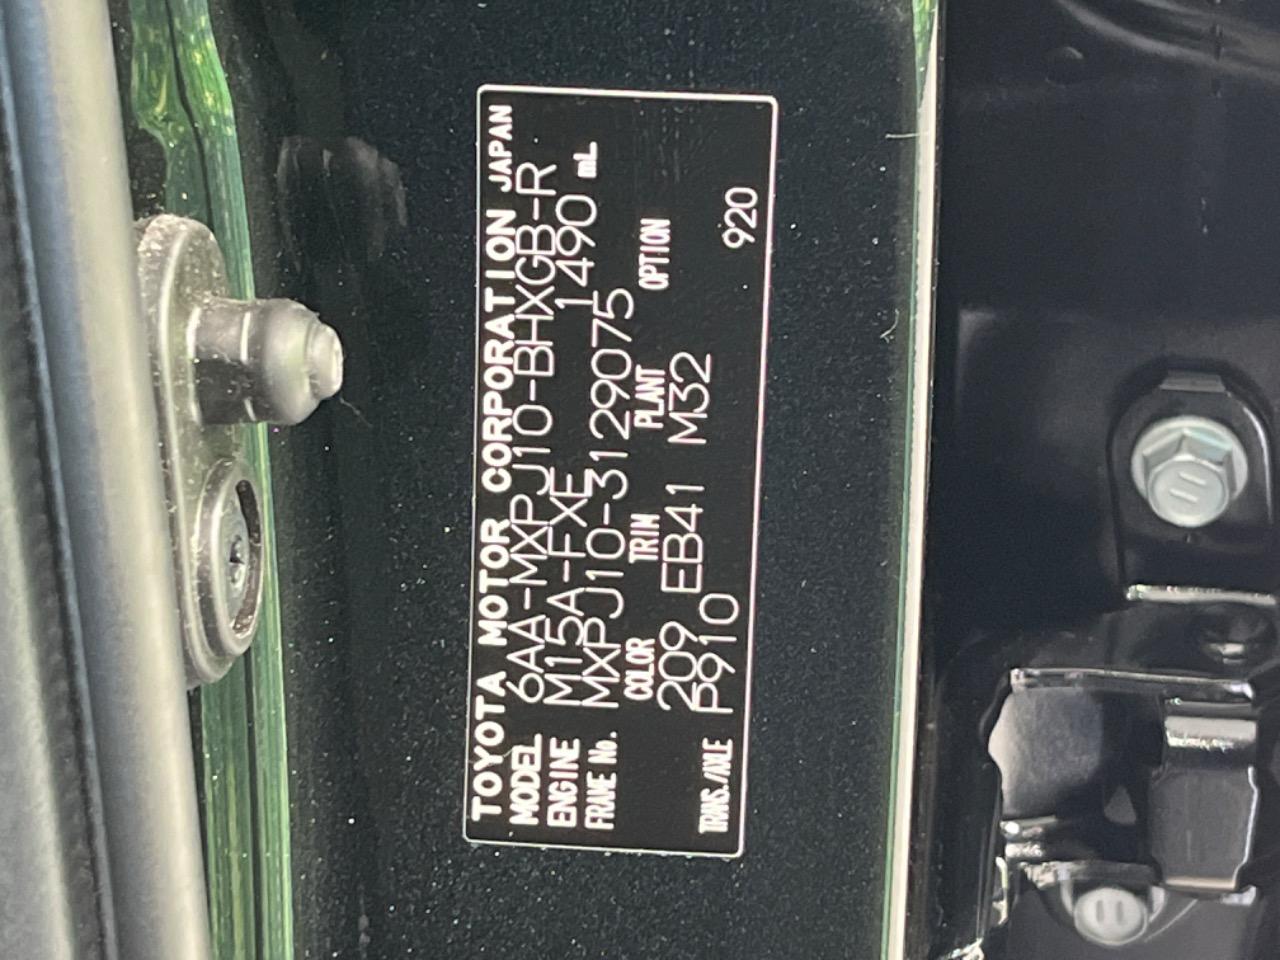 TOYOTA MOTOR CORPORATION JAPAN
MODEL 6AA-MXPJ10-BHXGB-R
ENGINE M15A-FXE 1490 mL
FRAME No. MXPJ10-3129075
COLOR TRIM PLANT OPTION
209 EB41 M32
TRANS./AXLE P910 920